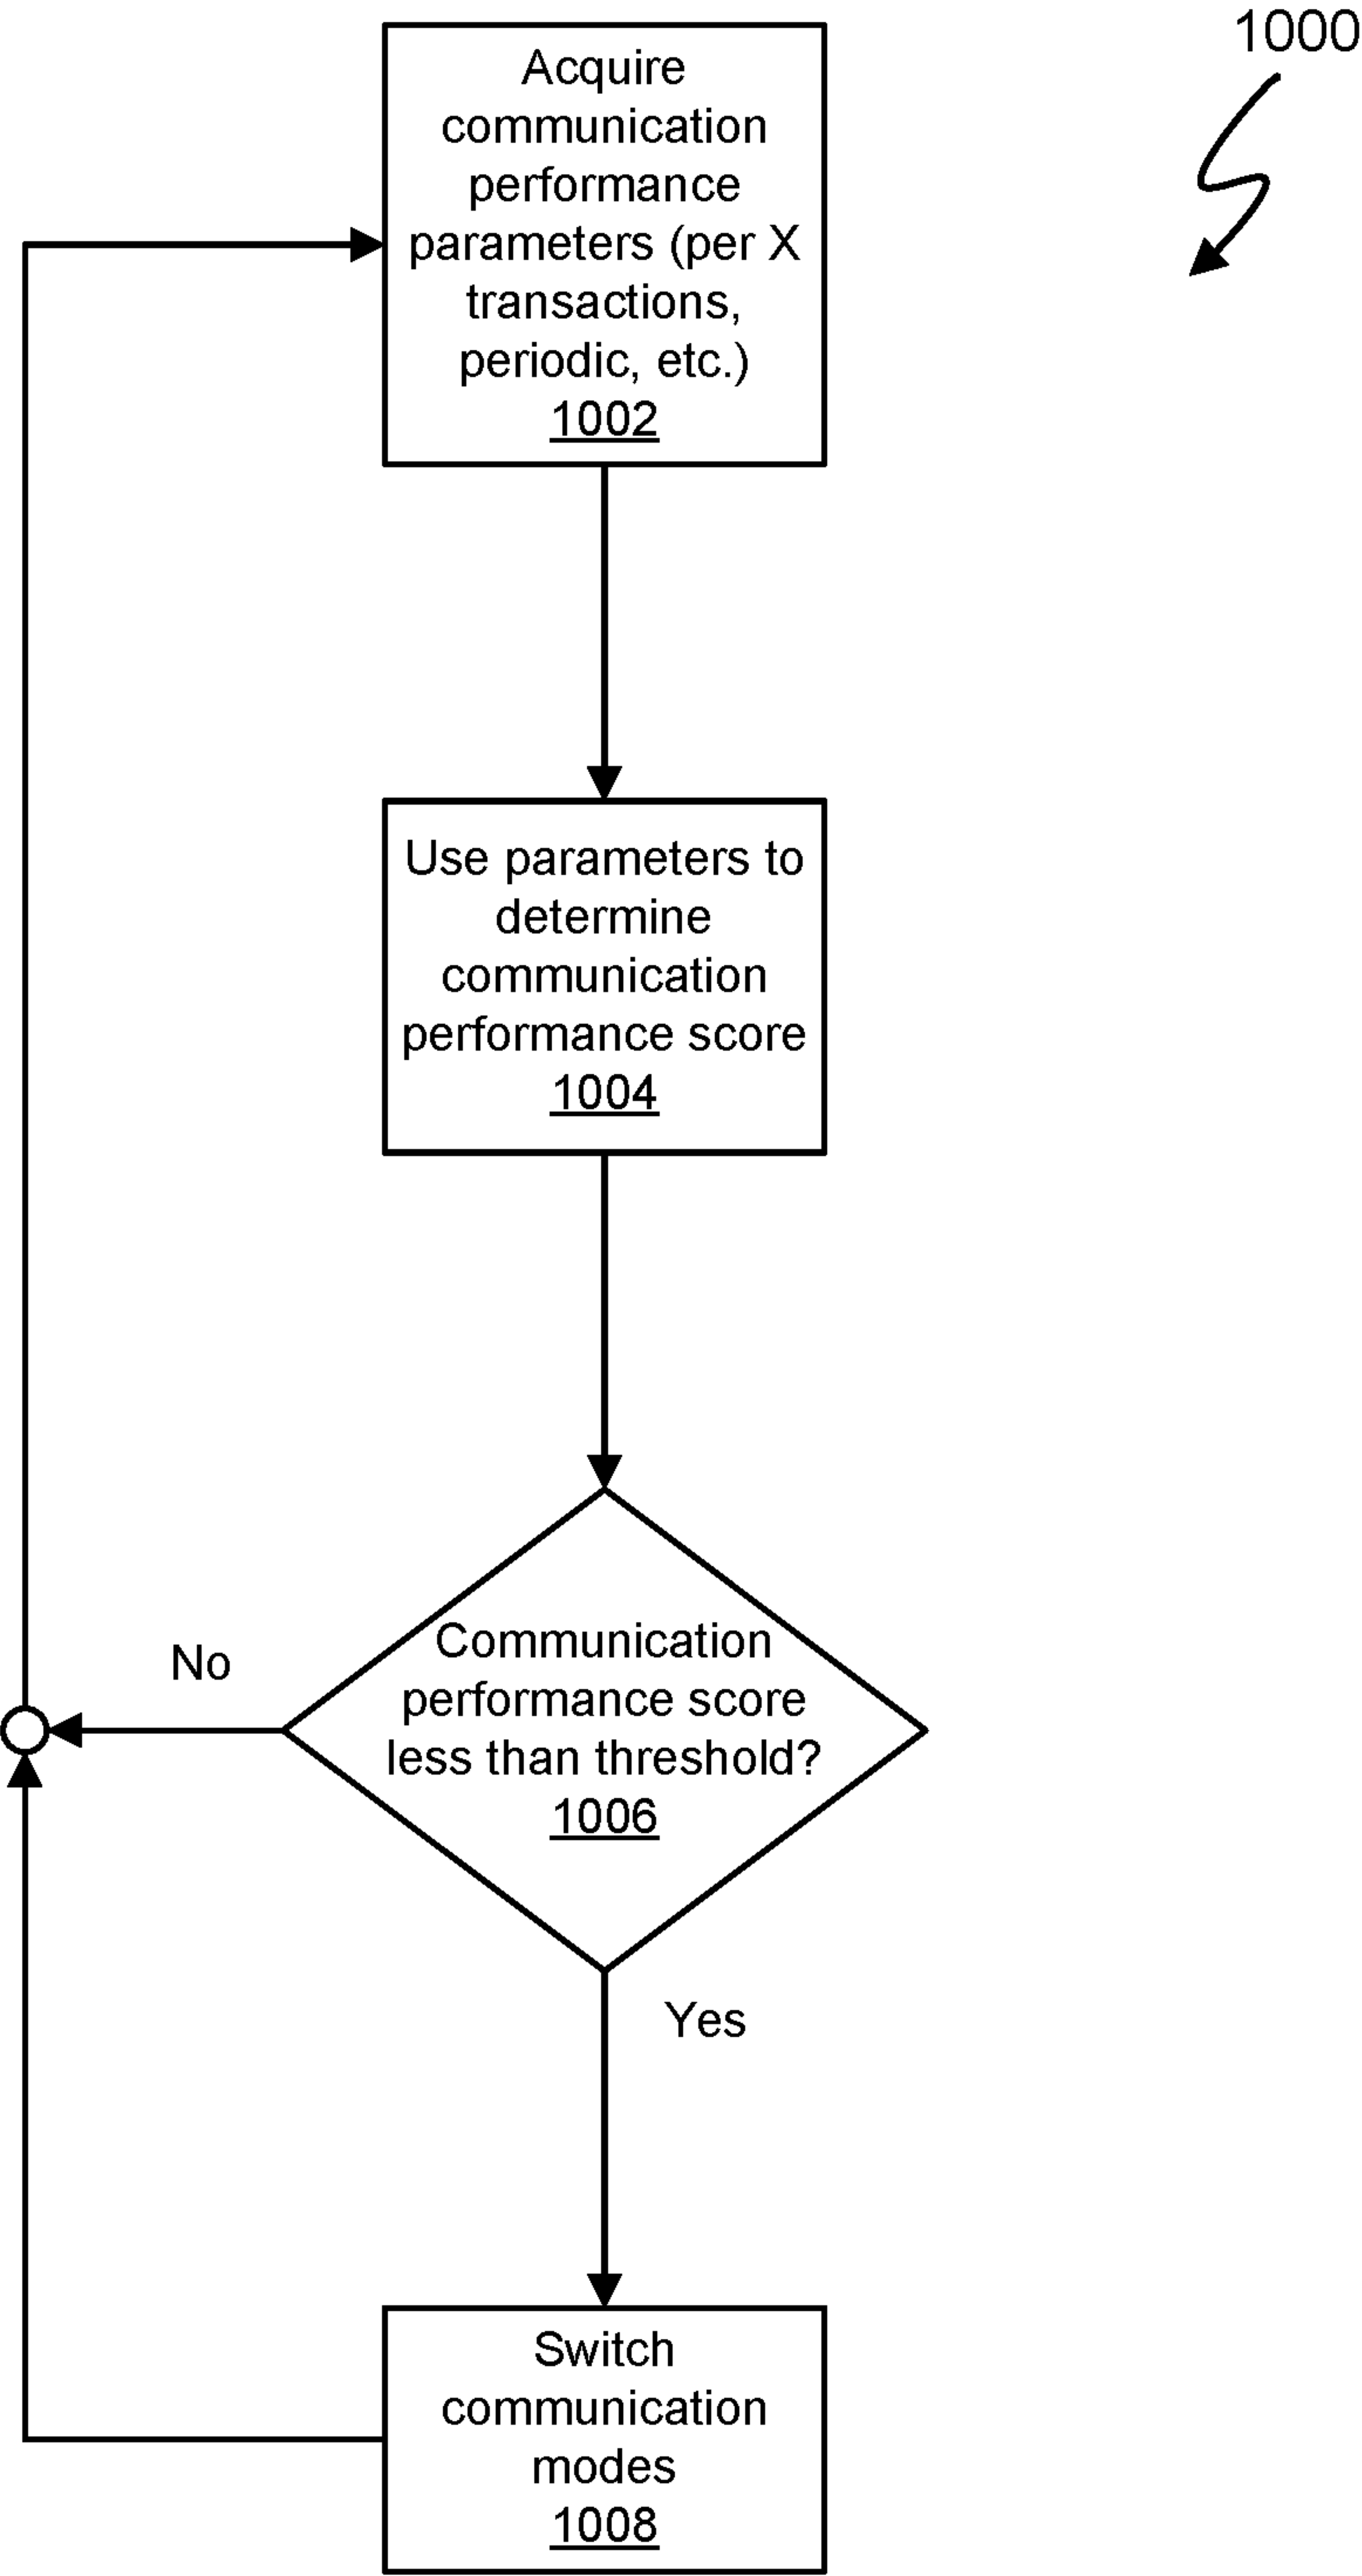 1000
Acquire
communication
performance
parameters (per X
transactions,
periodic, etc.)
1002
Use parameters to
determine
communication
performance score
1004
Communication
performance score
less than threshold?
1006
No
Yes
Switch
communication
modes
1008